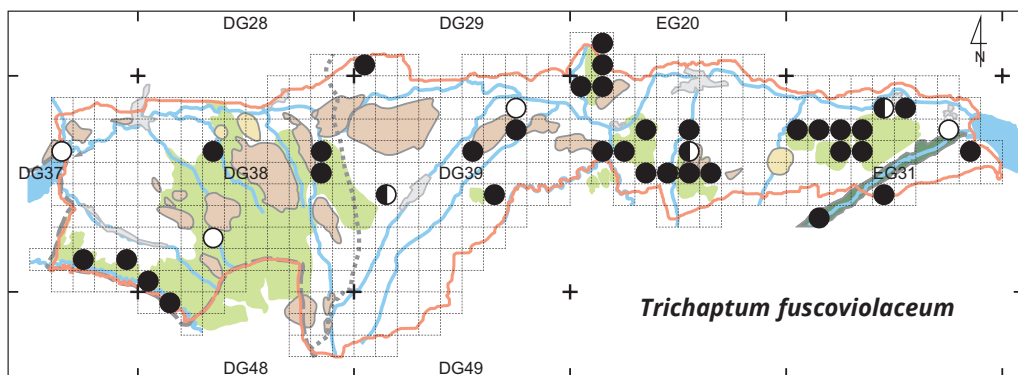 DG28 DG29 EG20
N
DG37 DG38 DG39 EG31
Trichaptum fuscoviolaceum
DG48 DG49